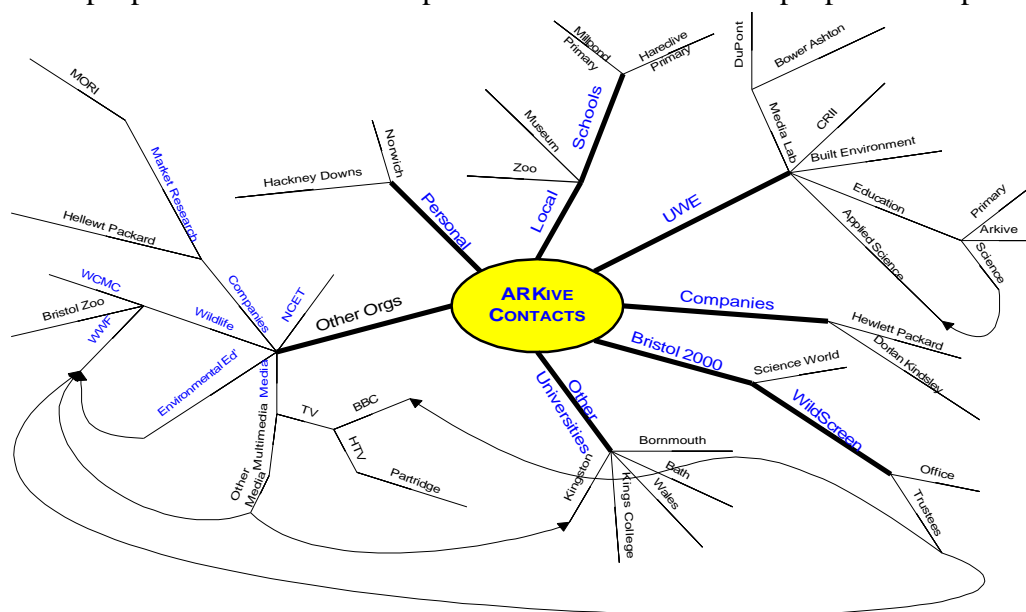 MORI
Market Research
Hellewt Packard
Companies
WCMC
Bristol Zoo
WWF
Wildlife
Environmental Ed'
NCET
Other Orgs
Media
Multimedia
Other
Media
TV
BBC
HTV
Partridge
Hackney Downs
Norwich
Personal
Museum
Zoo
Local
Schools
Millpond
Primary
Hareclive
Primary
UWE
Media Lab
DuPont
Bower Ashton
CRII
Built Environment
Education
Applied Science
Primary
Arkive
Science
ARKIVE
CONTACTS
Companies
Hewlett Packard
Dorlan Kindsley
Bristol 2000
Science World
WildScreen
Office
Trustees
Other
Universities
Kingston
Kings College
Wales
Bath
Bornmouth